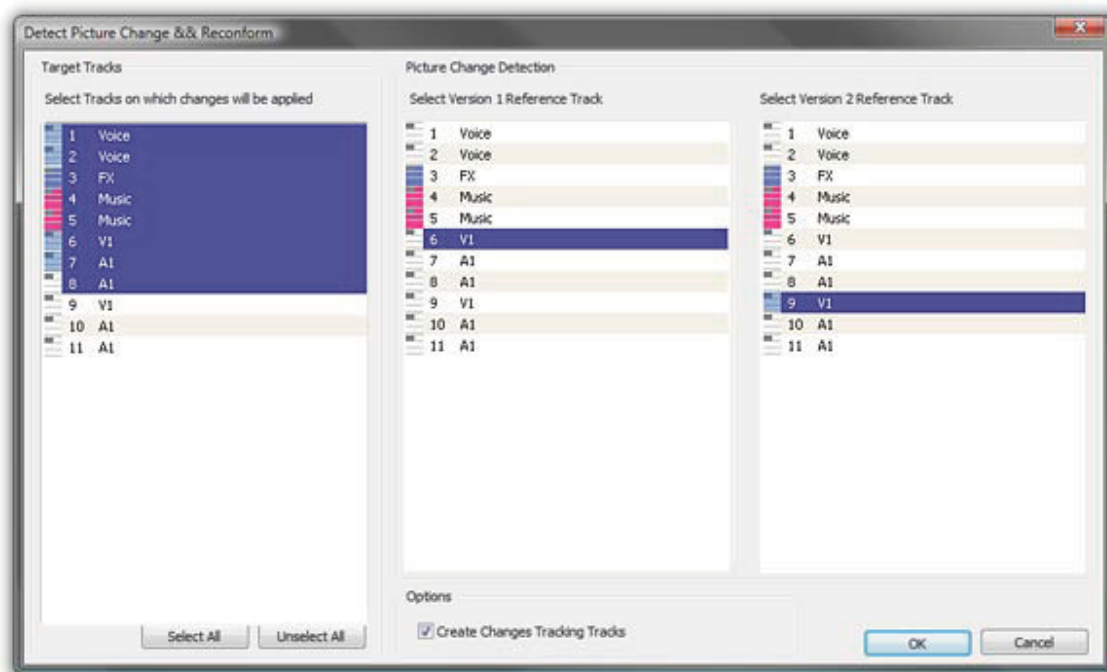 Detect Picture Change && Reconform
Target Tracks
Select Tracks on which changes will be applied
1 Voice
2 Voice
3 FX
4 Music
5 Music
6 V1
7 A1
8 A1
9 V1
10 A1
11 A1
Select All Unselect All
Picture Change Detection
Select Version 1 Reference Track
1 Voice
2 Voice
3 FX
4 Music
5 Music
6 V1
7 A1
8 A1
9 V1
10 A1
11 A1
Select Version 2 Reference Track
1 Voice
2 Voice
3 FX
4 Music
5 Music
6 V1
7 A1
8 A1
9 V1
10 A1
11 A1
Options
Create Changes Tracking Tracks
OK Cancel